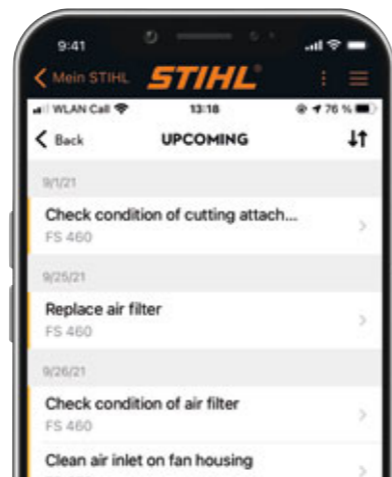 9:41
Mein STIHL STIHL®
WLAN Call 13:18 76 %
Back UPCOMING
9/1/21
Check condition of cutting attach...
FS 460
9/25/21
Replace air filter
FS 460
9/26/21
Check condition of air filter
FS 460
Clean air inlet on fan housing